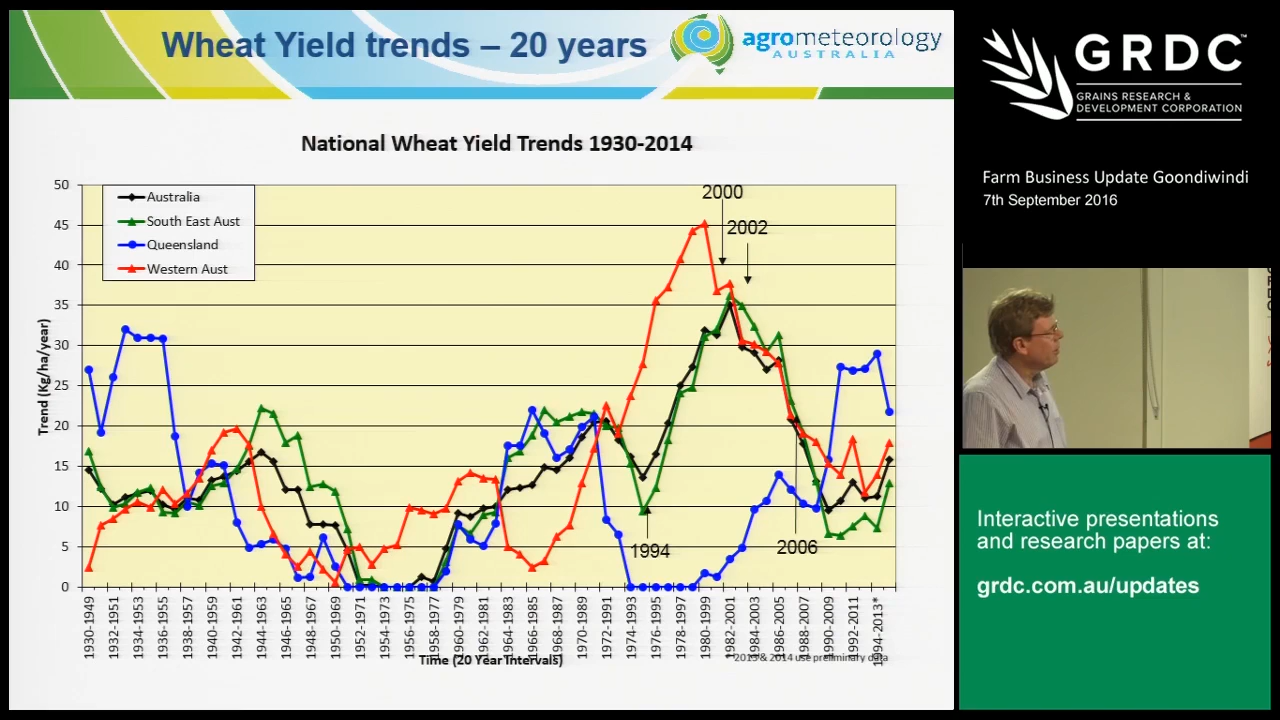 Wheat Yield trends – 20 years
agrometeorology
AUSTRALIA
National Wheat Yield Trends 1930-2014
Trend (Kg/ha/year)
50
45
40
35
30
25
20
15
10
5
0
Australia
South East Aust
Queensland
Western Aust
2000
2002
1994
2006
1930-1949
1932-1951
1934-1953
1936-1955
1938-1957
1940-1959
1942-1961
1944-1963
1946-1965
1948-1967
1950-1969
1952-1971
1954-1973
1956-1975
1958-1977
1960-1979
1962-1981
1964-1983
1966-1985
1968-1987
1970-1989
1972-1991
1974-1993
1976-1995
1978-1997
1980-1999
1982-2001
1984-2003
1986-2005
1988-2007
1990-2009
1992-2011
1994-2013*
Time (20 Year Intervals)
2013 & 2014 use preliminary data
GRDC™
GRAINS RESEARCH &
DEVELOPMENT CORPORATION
Farm Business Update Goondiwindi
7th September 2016
Interactive presentations
and research papers at:
grdc.com.au/updates